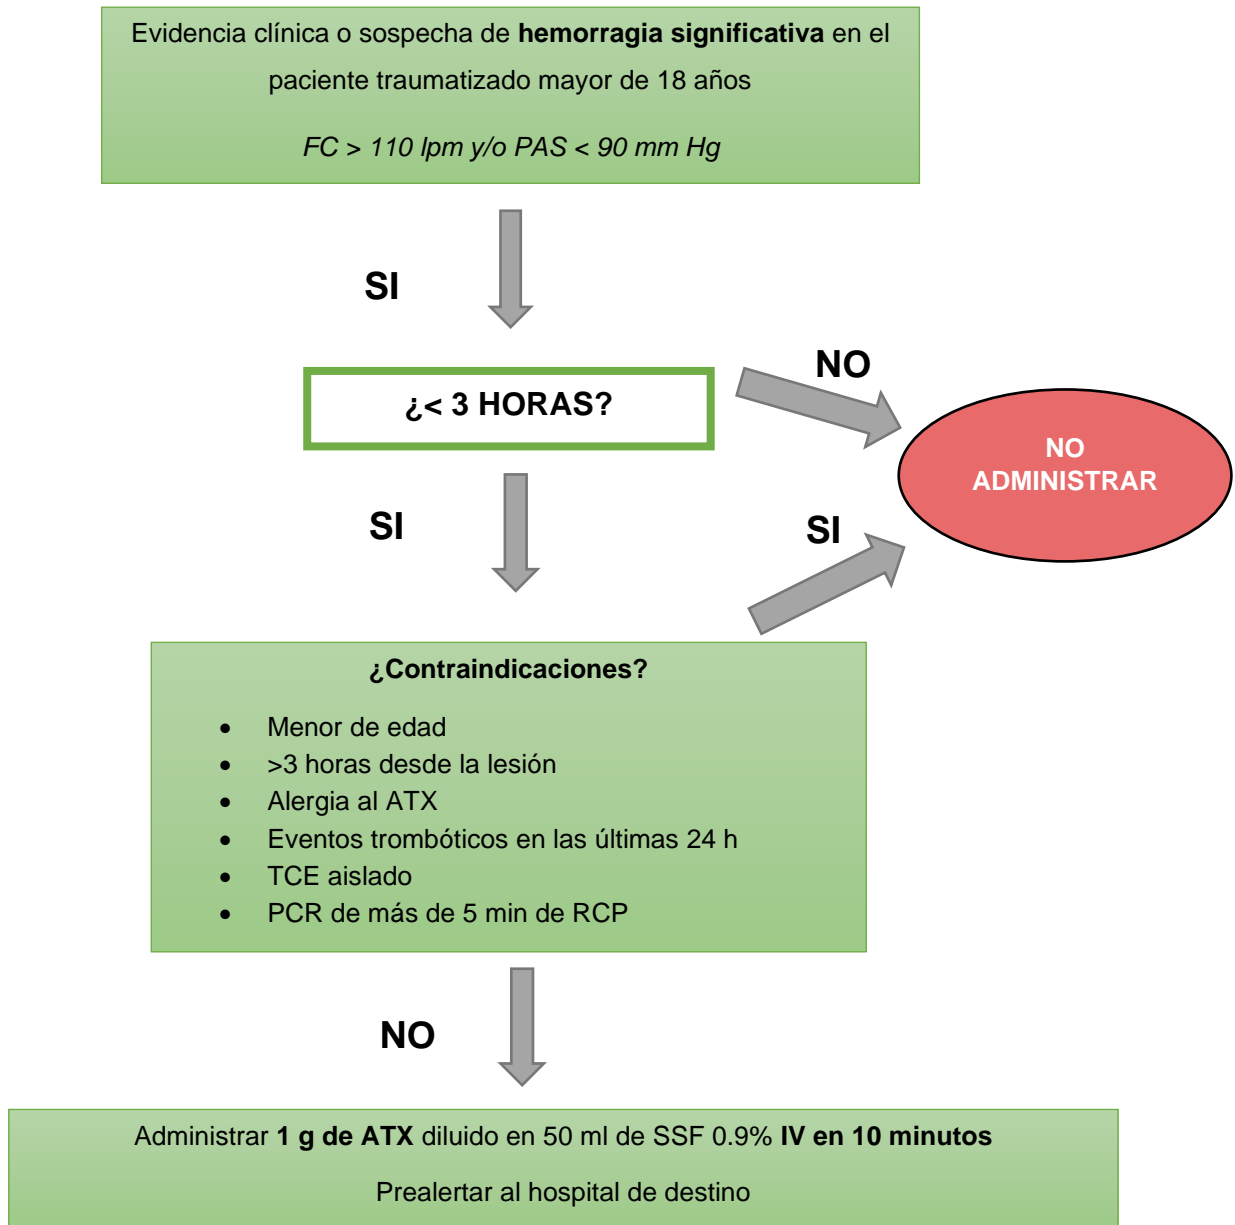 Evidencia clínica o sospecha de hemorragia significativa en el
paciente traumatizado mayor de 18 años
FC > 110 lpm y/o PAS < 90 mm Hg
SI
¿< 3 HORAS?
NO
NO
ADMINISTRAR
SI
SI
¿Contraindicaciones?
• Menor de edad
• >3 horas desde la lesión
• Alergia al ATX
• Eventos trombóticos en las últimas 24 h
• TCE aislado
• PCR de más de 5 min de RCP
NO
Administrar 1 g de ATX diluido en 50 ml de SSF 0.9% IV en 10 minutos
Prealertar al hospital de destino